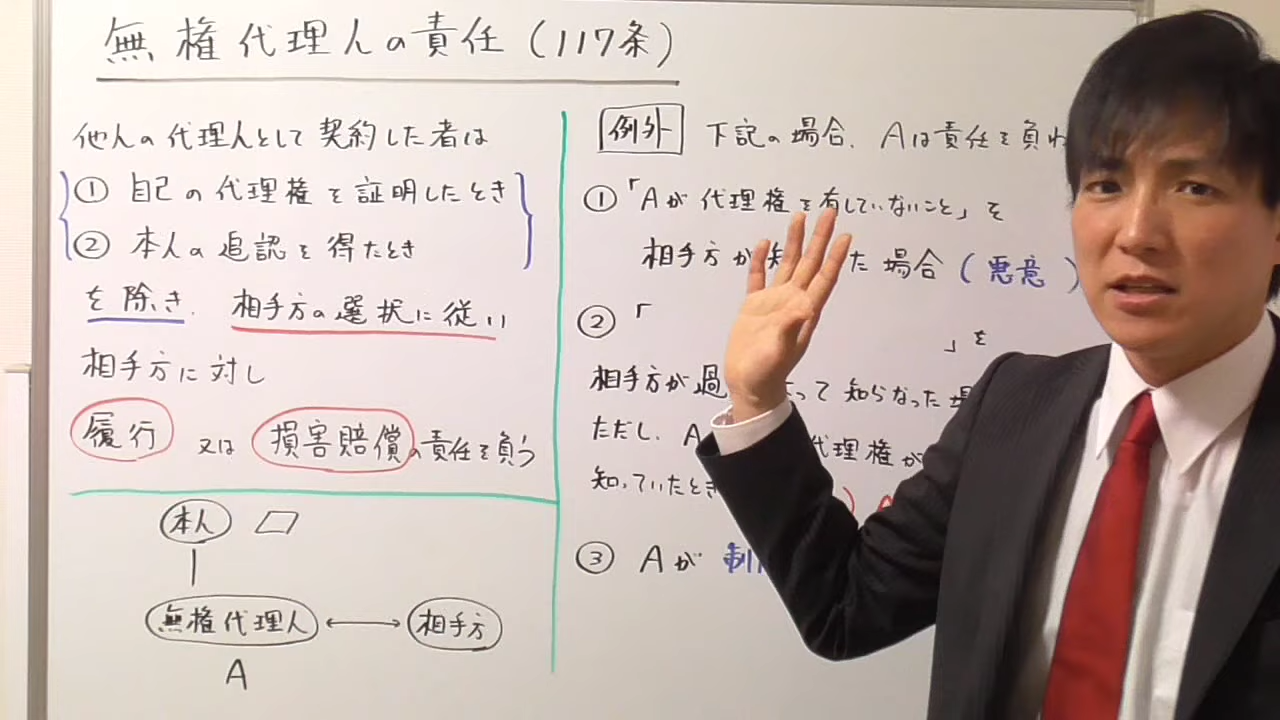 無権代理人の責任(117条)
他人の代理人として契約した者は
① 自己の代理権を証明したとき
② 本人の追認を得たとき
を除き. 相手方の選択に従い
相手方に対し
履行 又は 損害賠償の責任を負う
本人
無権代理人 相手方
A
例外 下記の場合. Aは責任を負わ
①「Aが代理権を有していないこと」を
相手方が知 た場合(悪意)
②「 」を
相手方が過 よって知らなった場
ただし. A 代理権が
知っていたとき )
③ Aが 制